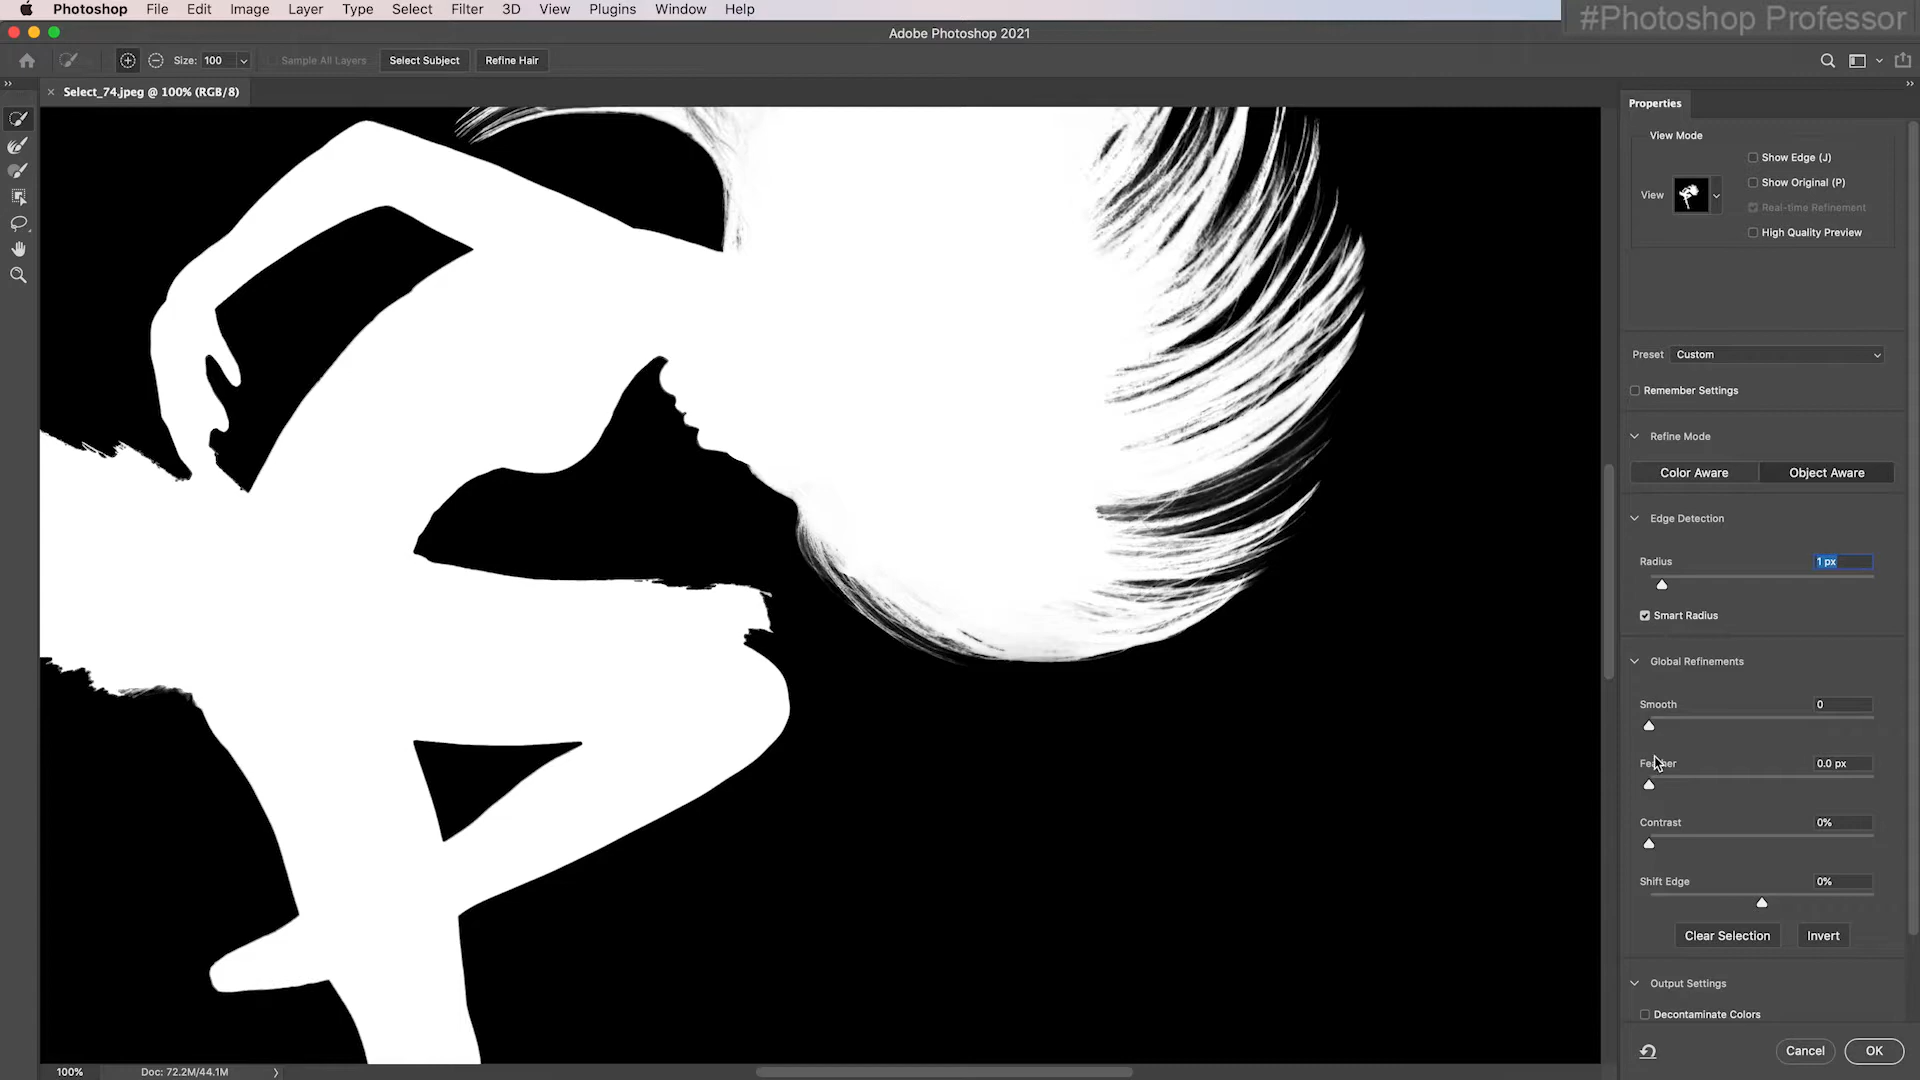 Photoshop File Edit Image Layer Type Select Filter 3D View Plugins Window Help
#Photoshop Professor
Adobe Photoshop 2021
Size: 100 Sample All Layers Select Subject Refine Hair
Select_74.jpeg @ 100% (RGB/8)
Properties
View Mode
Show Edge (J)
View
Show Original (P)
Real-time Refinement
High Quality Preview
Preset Custom
Remember Settings
Refine Mode
Color Aware Object Aware
Edge Detection
Radius 1 px
Smart Radius
Global Refinements
Smooth 0
Feather 0.0 px
Contrast 0%
Shift Edge 0%
Clear Selection Invert
Output Settings
Decontaminate Colors
Cancel OK
100% Doc: 72.2M/44.1M